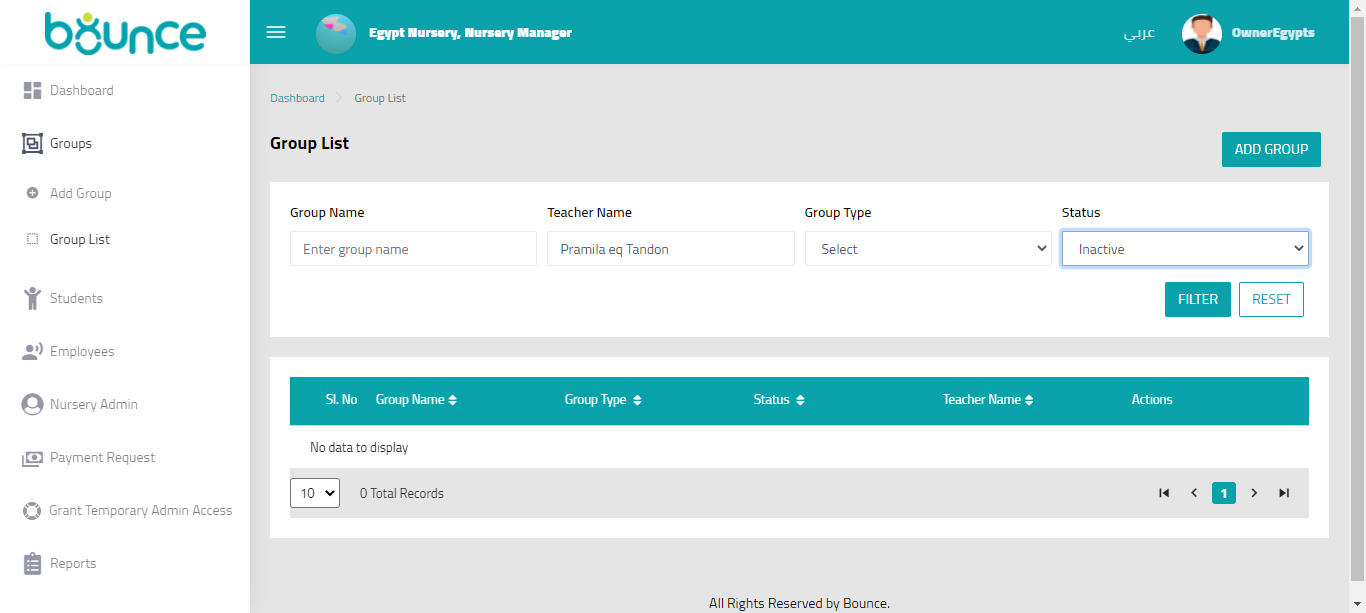 bounce
Egypt Nursery, Nursery Manager
عربي
OwnerEgypts
Dashboard
Groups
Add Group
Group List
Students
Employees
Nursery Admin
Payment Request
Grant Temporary Admin Access
Reports
Dashboard > Group List
Group List
ADD GROUP
Group Name Teacher Name Group Type Status
Enter group name Pramila eq Tandon Select Inactive
FILTER RESET
Sl. No Group Name Group Type Status Teacher Name Actions
No data to display
10 0 Total Records 1
All Rights Reserved by Bounce.